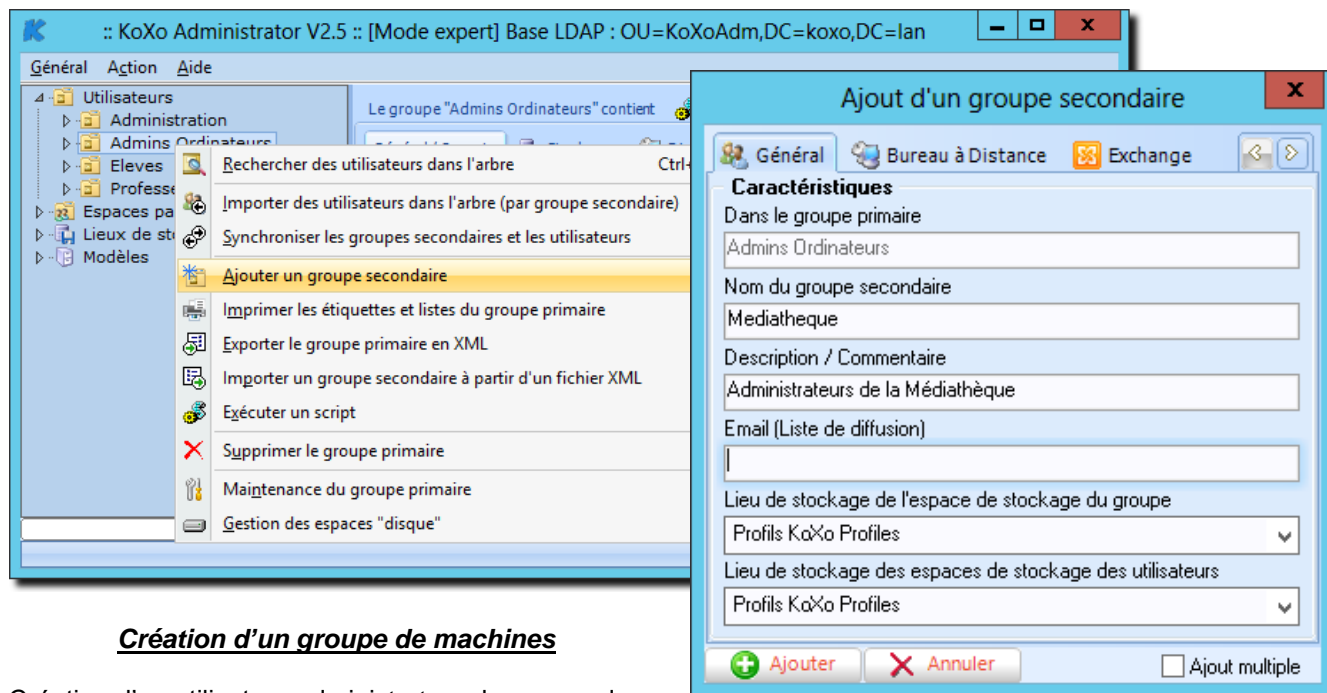 :: KoXo Administrator V2.5 :: [Mode expert] Base LDAP : OU=KoXoAdm,DC=koxo,DC=lan
Général Action Aide
Utilisateurs
Administration
Admins Ordinateurs
Eleves
Professe
Espaces pa
Lieux de st
Modèles
Le groupe "Admins Ordinateurs" contient
Rechercher des utilisateurs dans l'arbre Ctrl+
Importer des utilisateurs dans l'arbre (par groupe secondaire)
Synchroniser les groupes secondaires et les utilisateurs
Ajouter un groupe secondaire
Imprimer les étiquettes et listes du groupe primaire
Exporter le groupe primaire en XML
Importer un groupe secondaire à partir d'un fichier XML
Exécuter un script
Supprimer le groupe primaire
Maintenance du groupe primaire
Gestion des espaces "disque"
Ajout d'un groupe secondaire
Général Bureau à Distance Exchange
Caractéristiques
Dans le groupe primaire
Admins Ordinateurs
Nom du groupe secondaire
Mediatheque
Description / Commentaire
Administrateurs de la Médiathèque
Email (Liste de diffusion)
Lieu de stockage de l'espace de stockage du groupe
Profils KoXo Profiles
Lieu de stockage des espaces de stockage des utilisateurs
Profils KoXo Profiles
Ajouter Annuler Ajout multiple
Création d'un groupe de machines